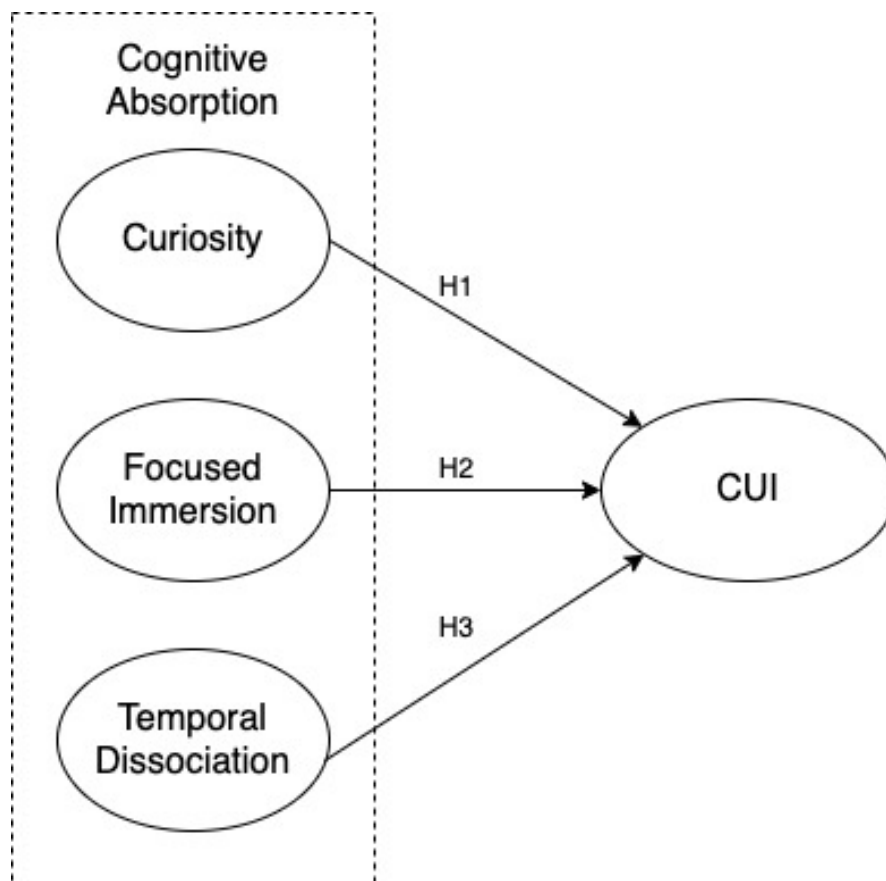 Cognitive
Absorption
Curiosity
H1
Focused
Immersion
H2
CUI
H3
Temporal
Dissociation